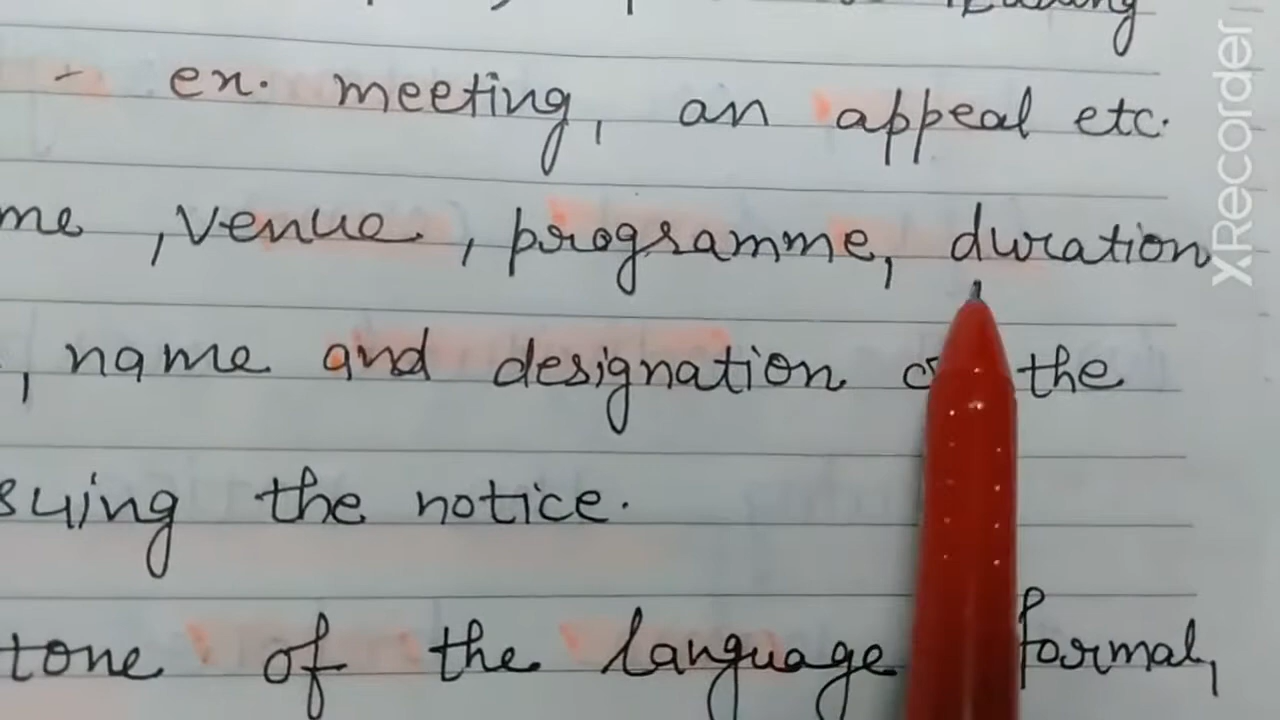 - ex. meeting, an appeal etc.
me, venue, programme, duration
, name and designation the
suing the notice.
tone of the language formal,
XRecorder